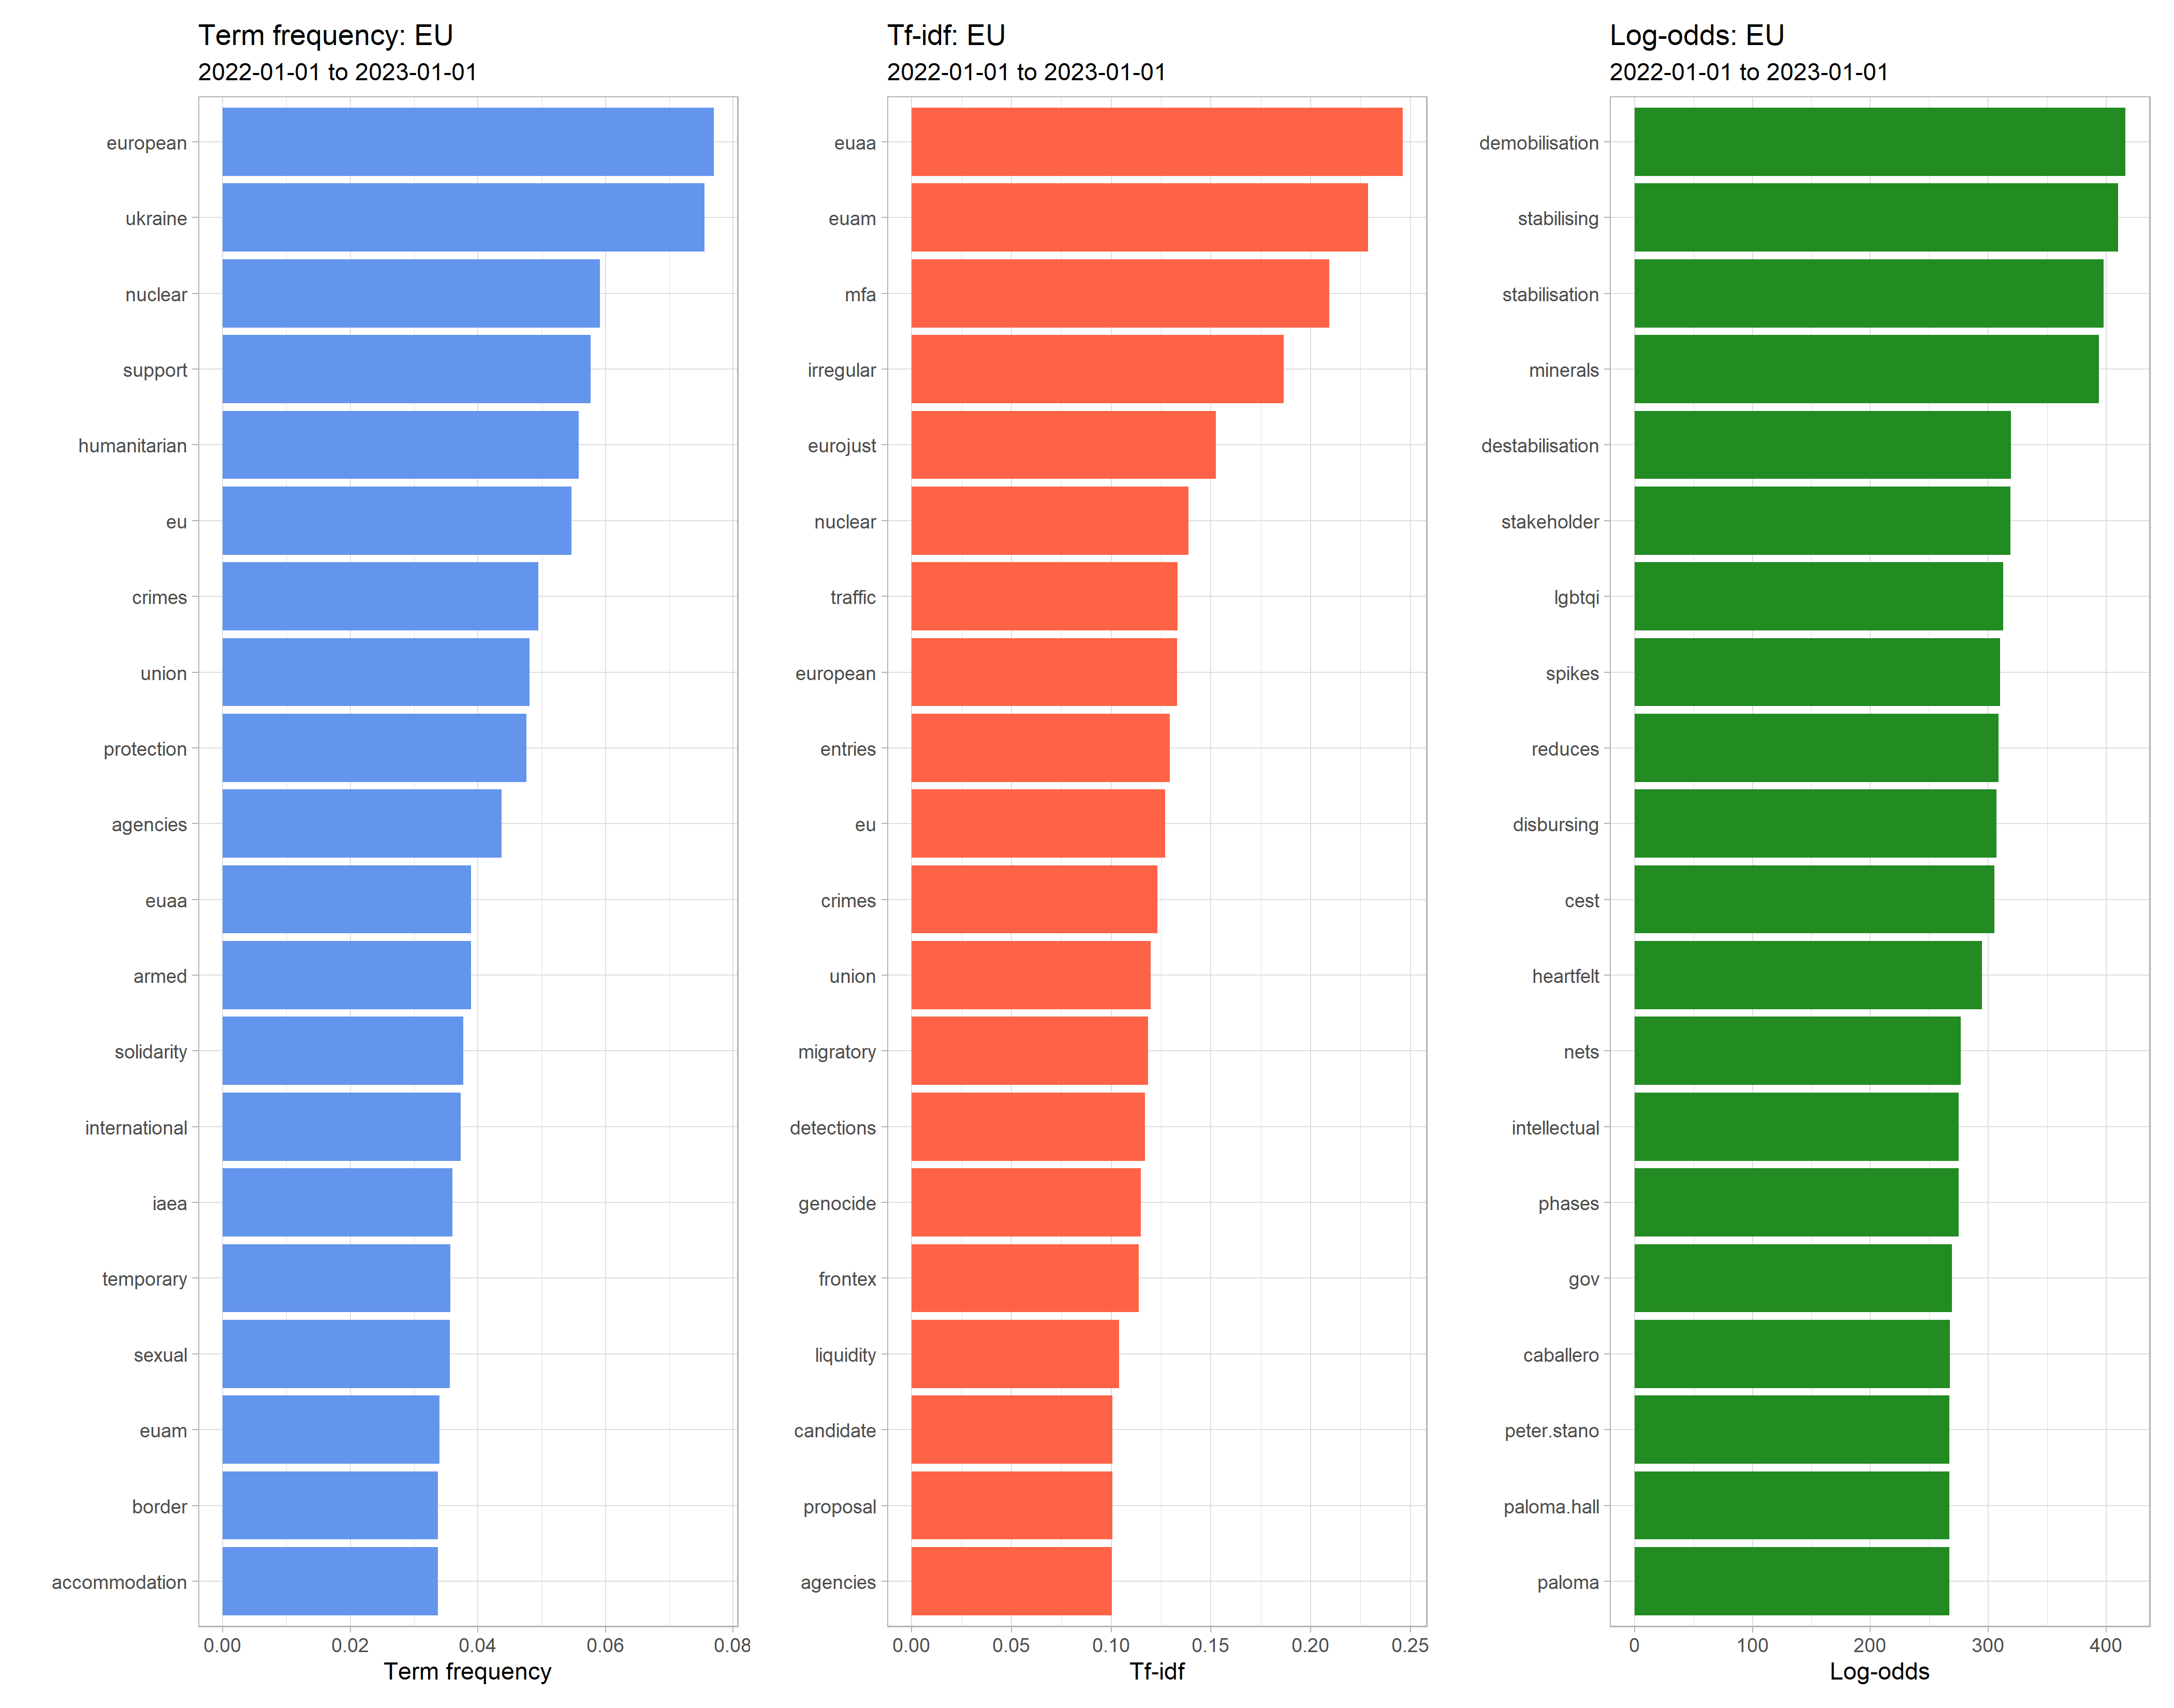 Term frequency: EU
2022-01-01 to 2023-01-01
european
ukraine
nuclear
support
humanitarian
eu
crimes
union
protection
agencies
euaa
armed
solidarity
international
iaea
temporary
sexual
euam
border
accommodation
0.00 0.02 0.04 0.06 0.08
Term frequency
Tf-idf: EU
2022-01-01 to 2023-01-01
euaa
euam
mfa
irregular
eurojust
nuclear
traffic
european
entries
eu
crimes
union
migratory
detections
genocide
frontex
liquidity
candidate
proposal
agencies
0.00 0.05 0.10 0.15 0.20 0.25
Tf-idf
Log-odds: EU
2022-01-01 to 2023-01-01
demobilisation
stabilising
stabilisation
minerals
destabilisation
stakeholder
lgbtqi
spikes
reduces
disbursing
cest
heartfelt
nets
intellectual
phases
gov
caballero
peter.stano
paloma.hall
paloma
0 100 200 300 400
Log-odds